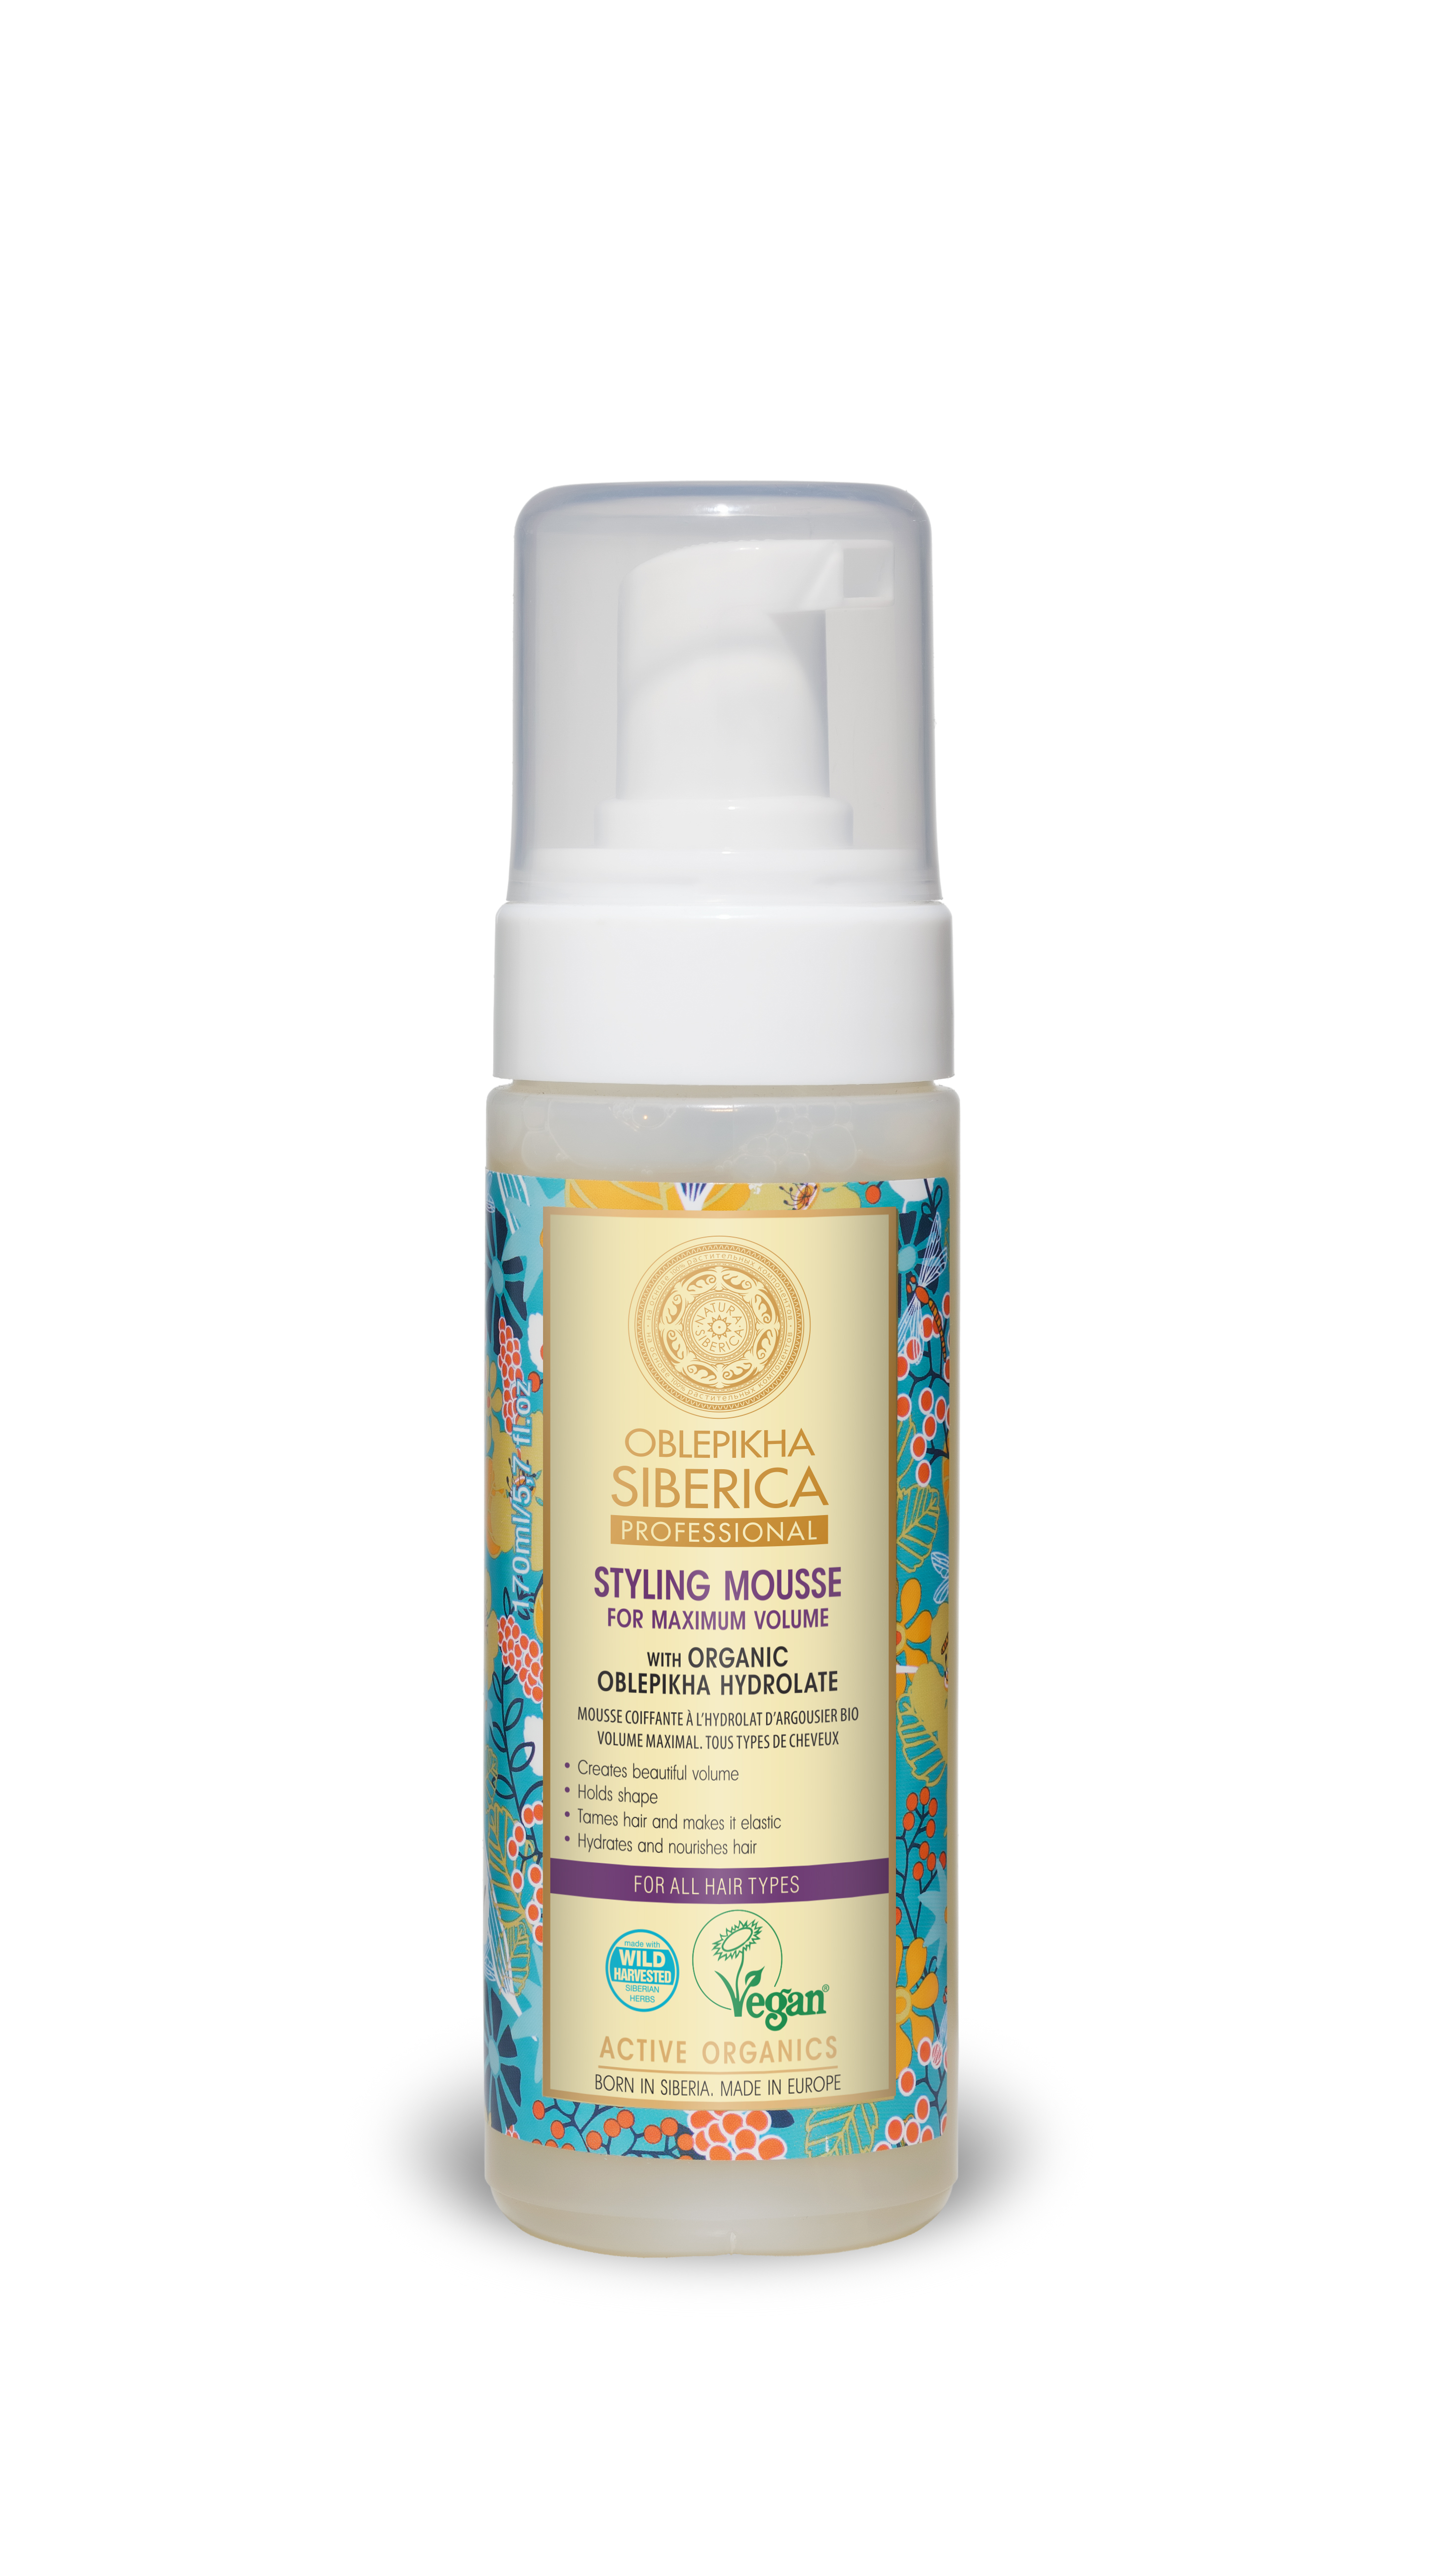 NATURA
SIBERICA
OBLEPIKHA
SIBERICA
PROFESSIONAL
STYLING MOUSSE
FOR MAXIMUM VOLUME
WITH ORGANIC
OBLEPIKHA HYDROLATE
MOUSSE COIFFANTE À L'HYDROLAT D'ARGOUSIER BIO
VOLUME MAXIMAL. TOUS TYPES DE CHEVEUX
• Creates beautiful volume
• Holds shape
• Tames hair and makes it elastic
• Hydrates and nourishes hair
FOR ALL HAIR TYPES
made with
WILD
HARVESTED
SIBERIAN
HERBS
Vegan®
ACTIVE ORGANICS
BORN IN SIBERIA. MADE IN EUROPE
170ml/5,7 fl.oz